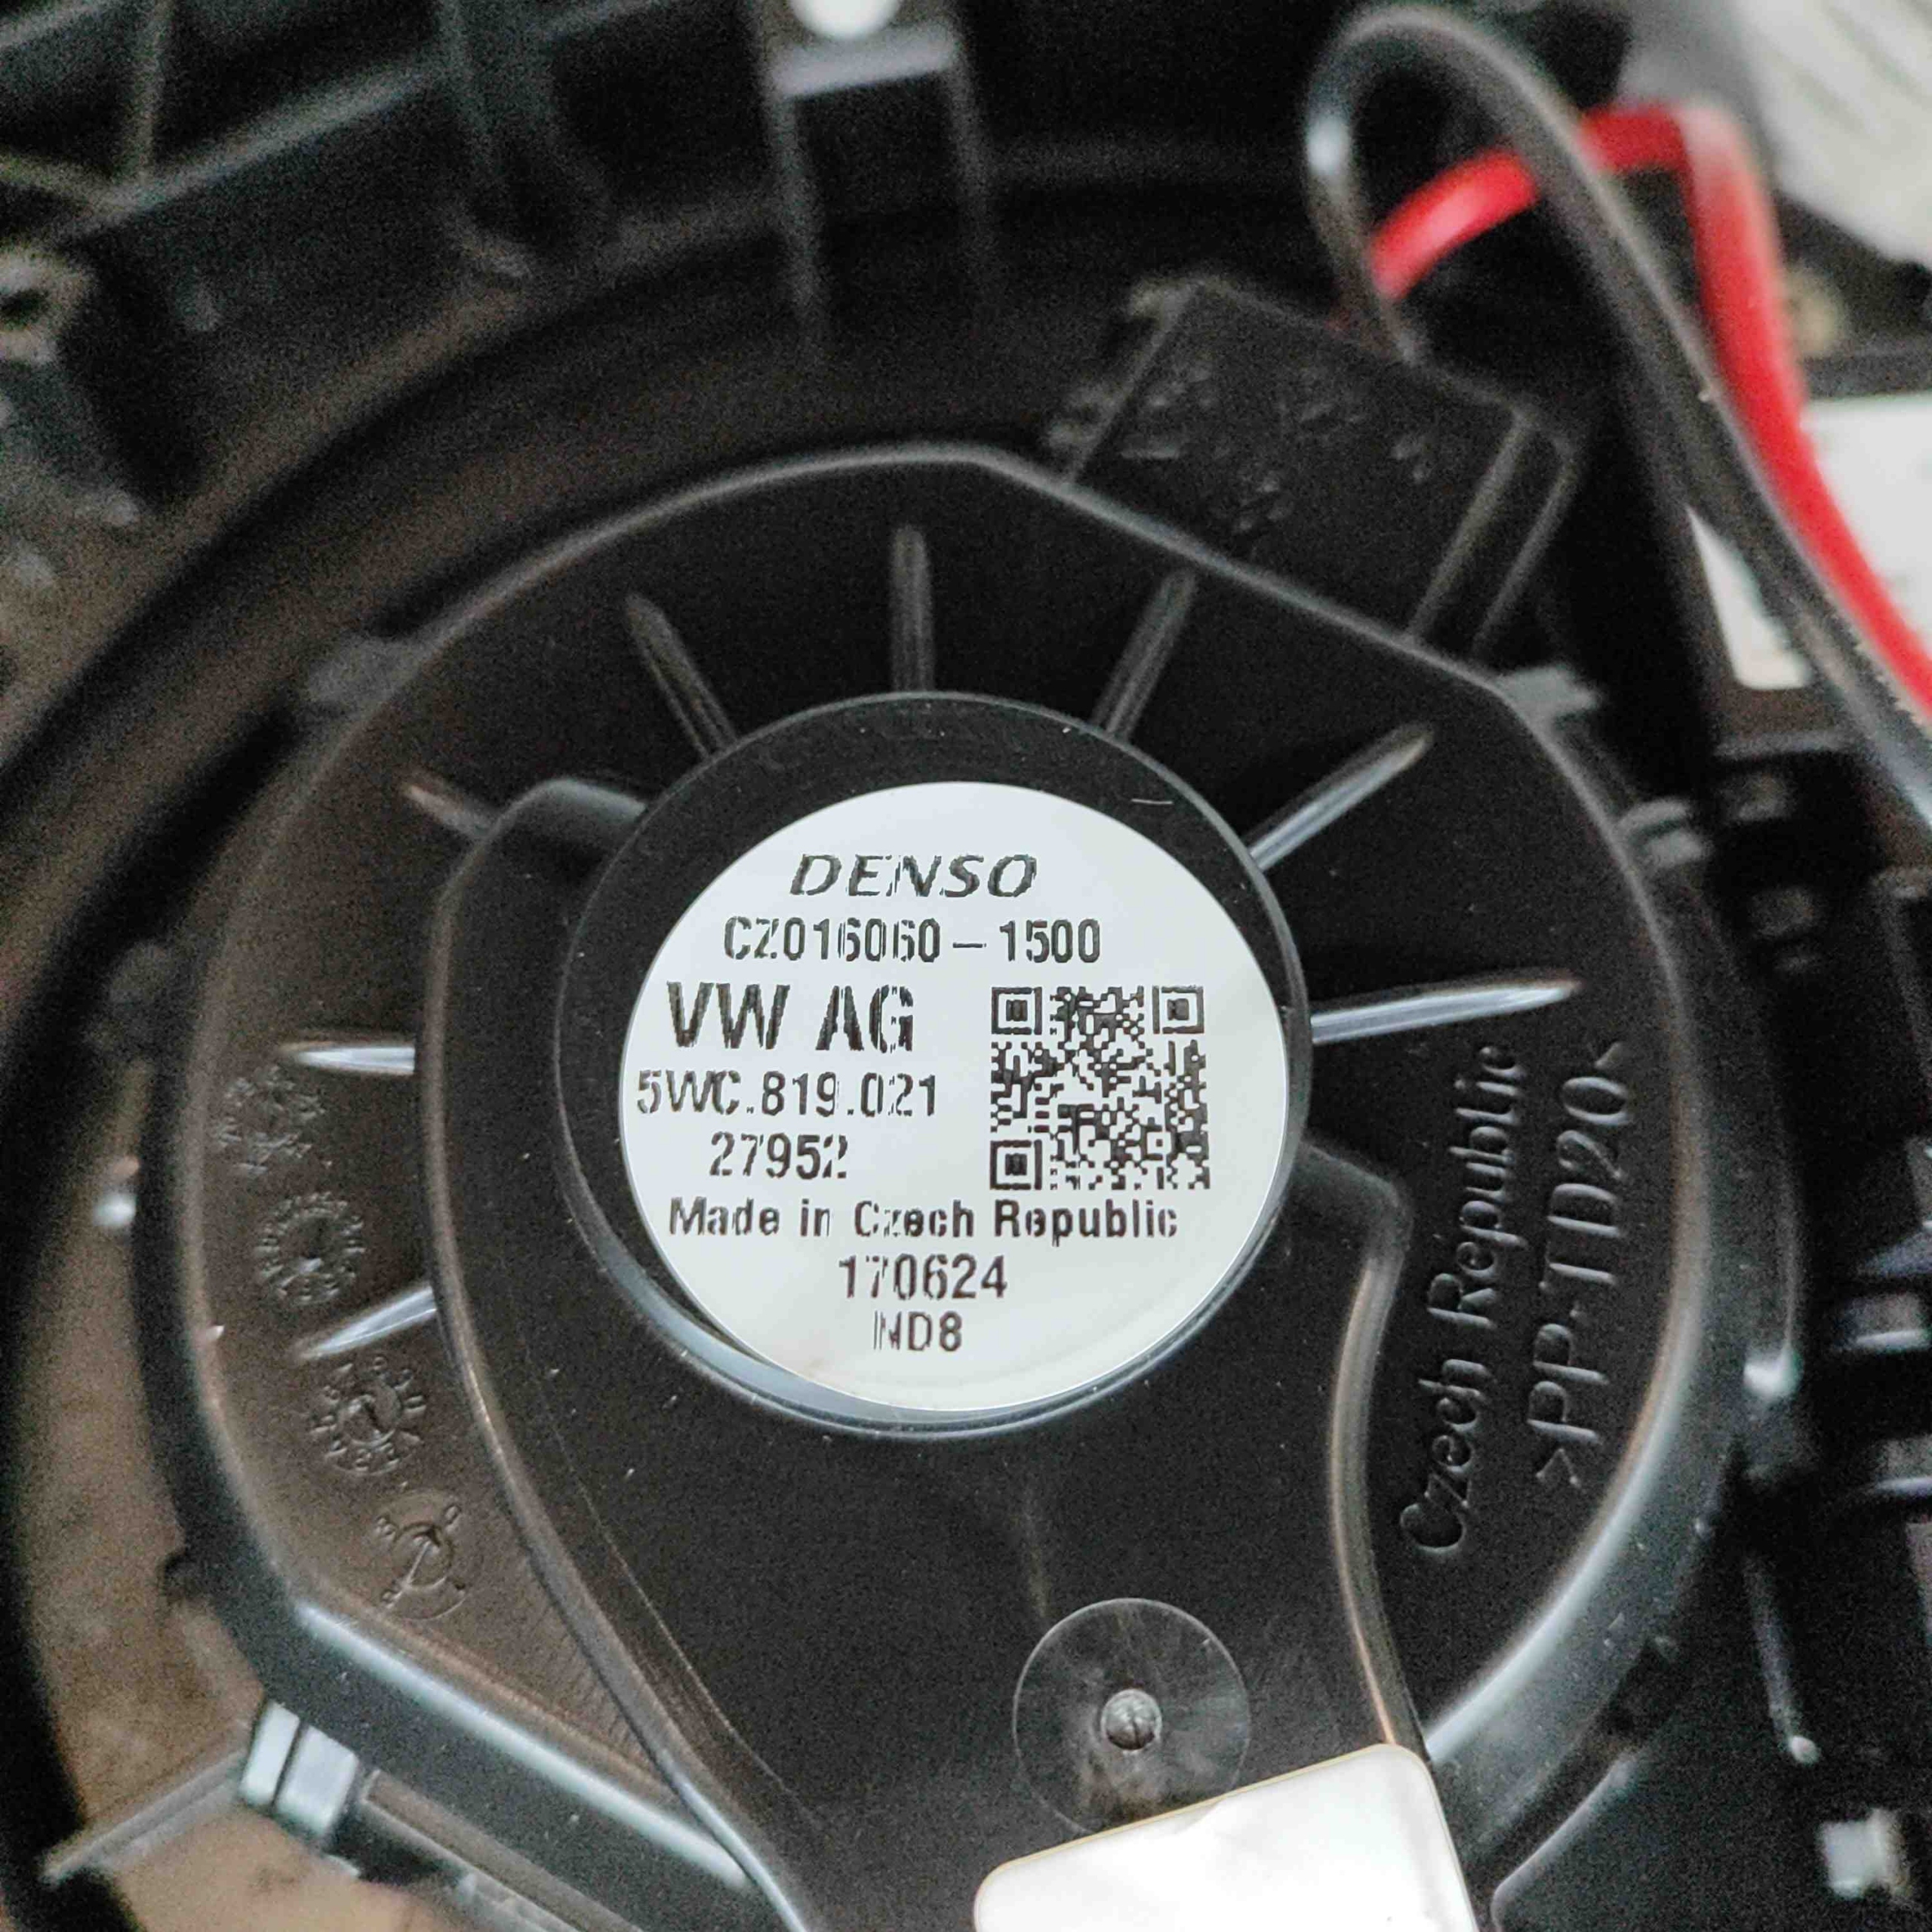 DENSO
CZ016060-1500
VW AG
5WC.819.021
27952
Made in Czech Republic
170624
ND8
Czech Republic
>PP-TD20<